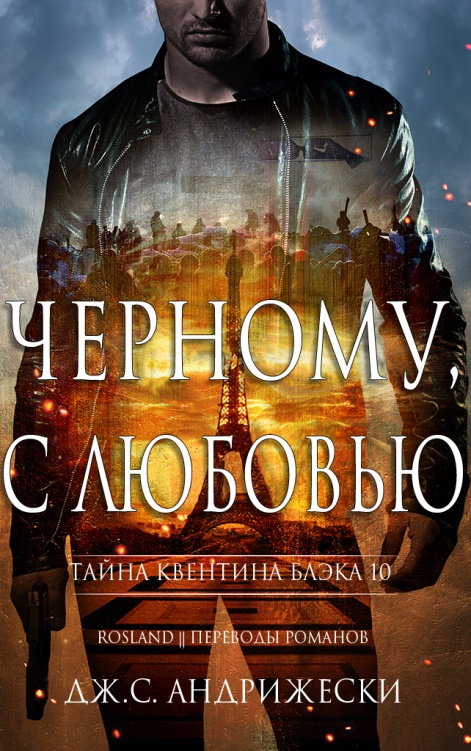 ЧЕРНОМУ,
С ЛЮБОВЬЮ
ТАЙНА КВЕНТИНА БЛЭКА 10
ROSLAND || ПЕРЕВОДЫ РОМАНОВ
ДЖ.С. АНДРИЖЕСКИ